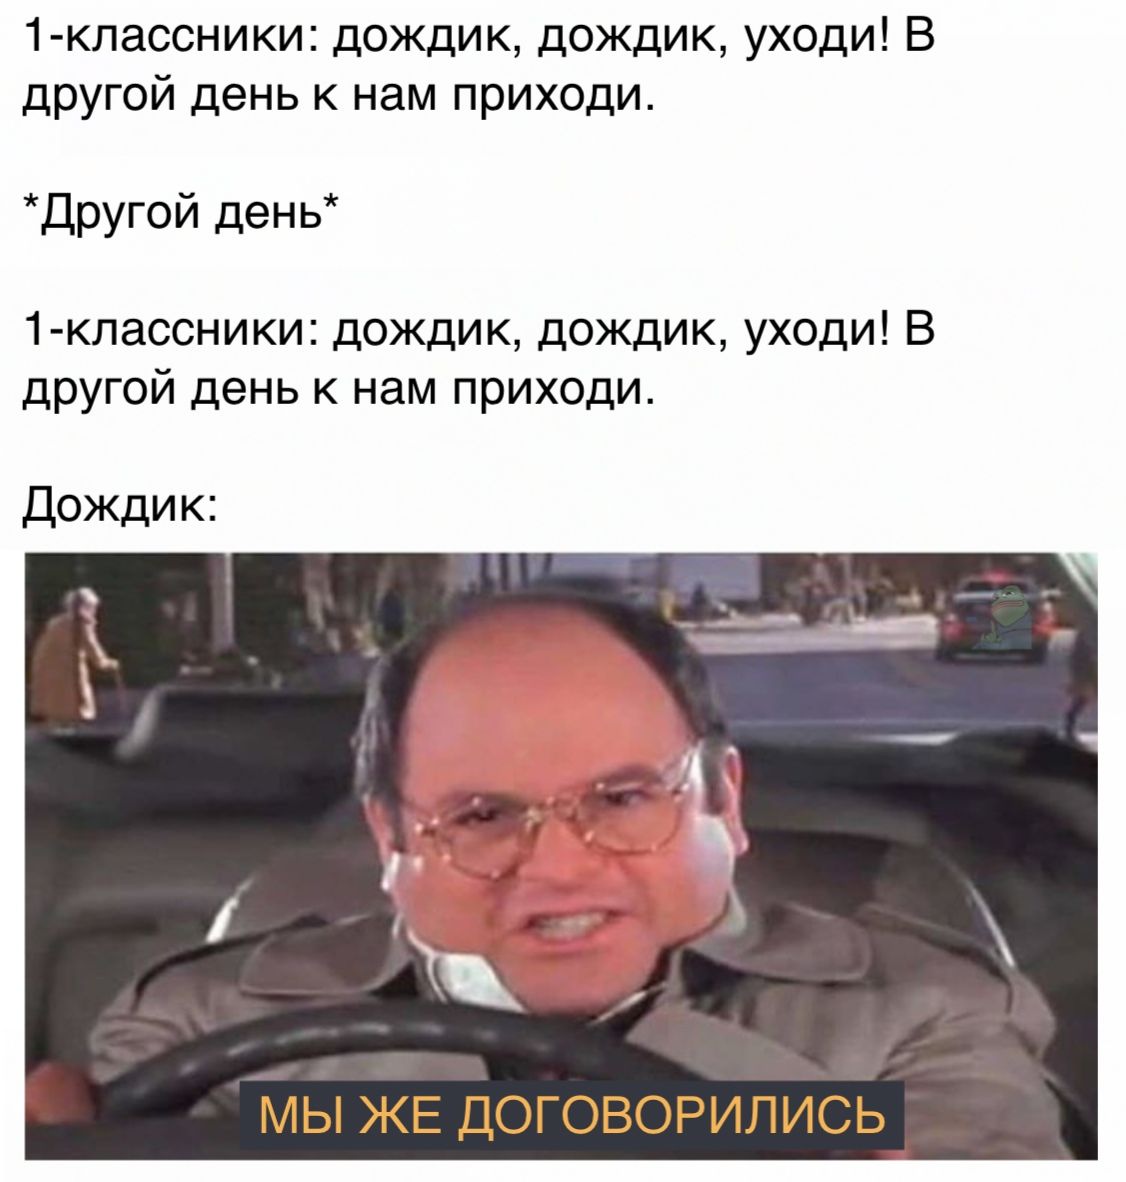 1-классники: дождик, дождик, уходи! В
другой день к нам приходи.
*Другой день*
1-классники: дождик, дождик, уходи! В
другой день к нам приходи.
Дождик:
МЫ ЖЕ ДОГОВОРИЛИСЬ